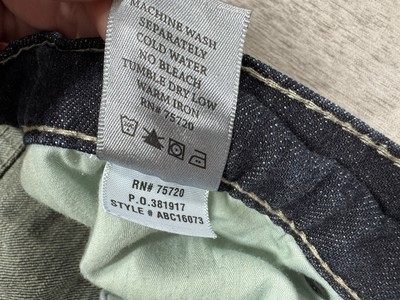 MACHINE WASH
SEPARATELY
COLD WATER
NO BLEACH
TUMBLE DRY LOW
WARM IRON
RN# 75720
RN# 75720
P.O.381917
STYLE # ABC16073